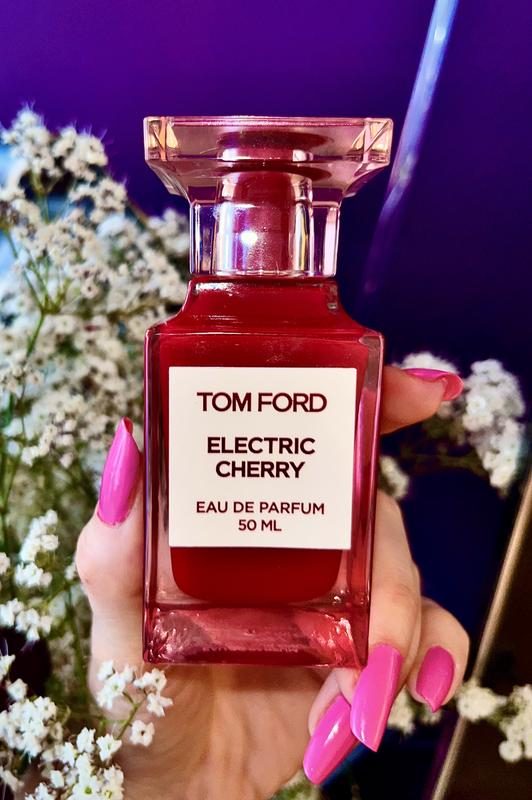 TOM FORD
ELECTRIC
CHERRY
EAU DE PARFUM
50 ML